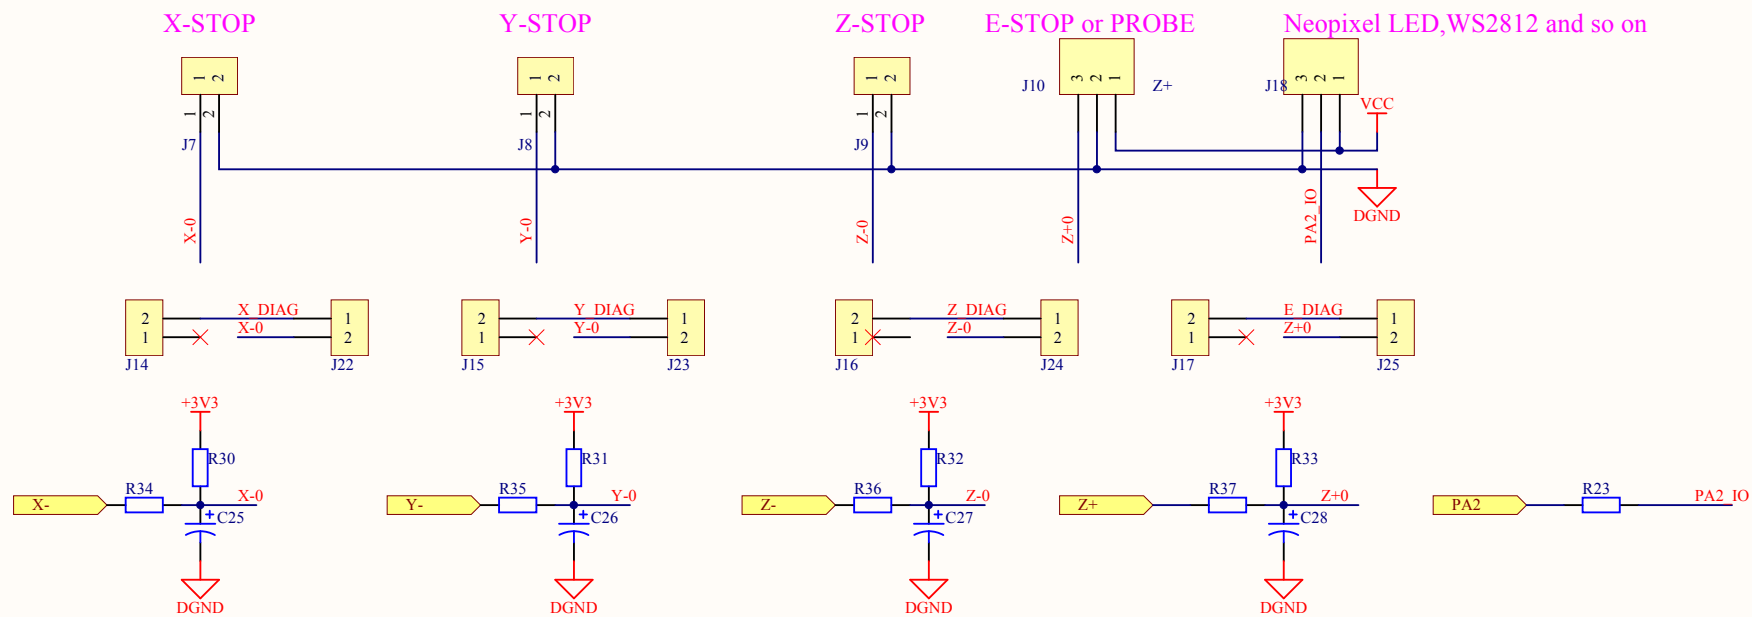 X-STOP Y-STOP Z-STOP E-STOP or PROBE Neopixel LED,WS2812 and so on
1 2 1 2 1 2 3 2 1 3 2 1
J10 Z+ J18
VCC
1 2 1 2 1 2
J7 J8 J9
X-0 Y-0 Z-0 Z+0 PA2_IO
DGND
2 X_DIAG 1 2 Y_DIAG 1 2 Z_DIAG 1 2 E_DIAG 1
1 X-0 2 1 Y-0 2 1 Z-0 2 1 Z+0 2
J14 J22 J15 J23 J16 J24 J17 J25
+3V3 +3V3 +3V3 +3V3
R30 R31 R32 R33
R34 X-0 R35 Y-0 R36 Z-0 R37 Z+0 R23 PA2_IO
X- Y- Z- Z+ PA2
+ C25 + C26 + C27 + C28
DGND DGND DGND DGND